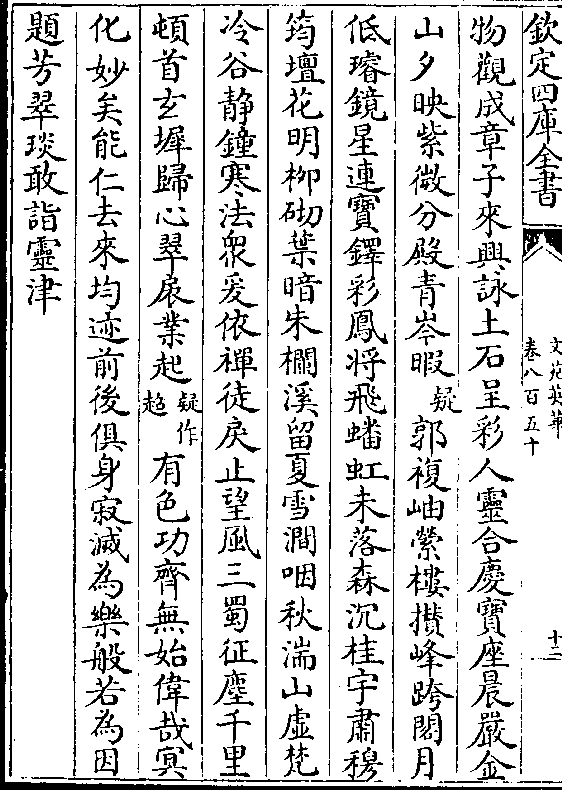 欽定四庫全書
文苑英華
卷八百五十
十二
物觀成章子來興詠土石呈彩人靈合慶寶座晨嚴金
山夕映紫微分殿青岑暇疑郭複岫縈樓攢峰跨閣月
低璿鏡星連寶鐸彩鳳將飛蟠虹未落森沉桂宇肅穆
筠壇花明柳砌葉暗朱欄溪留夏雪澗咽秋湍山虛梵
冷谷静鐘寒法衆爰依禪徒戾止望風三蜀征塵千里
頓首玄墀歸心翠扆業起疑作趍有色功齊無始偉哉冥
化妙矣能仁去來均迹前後俱身寂滅為樂般若為因
題芳翠琰敢詣靈津